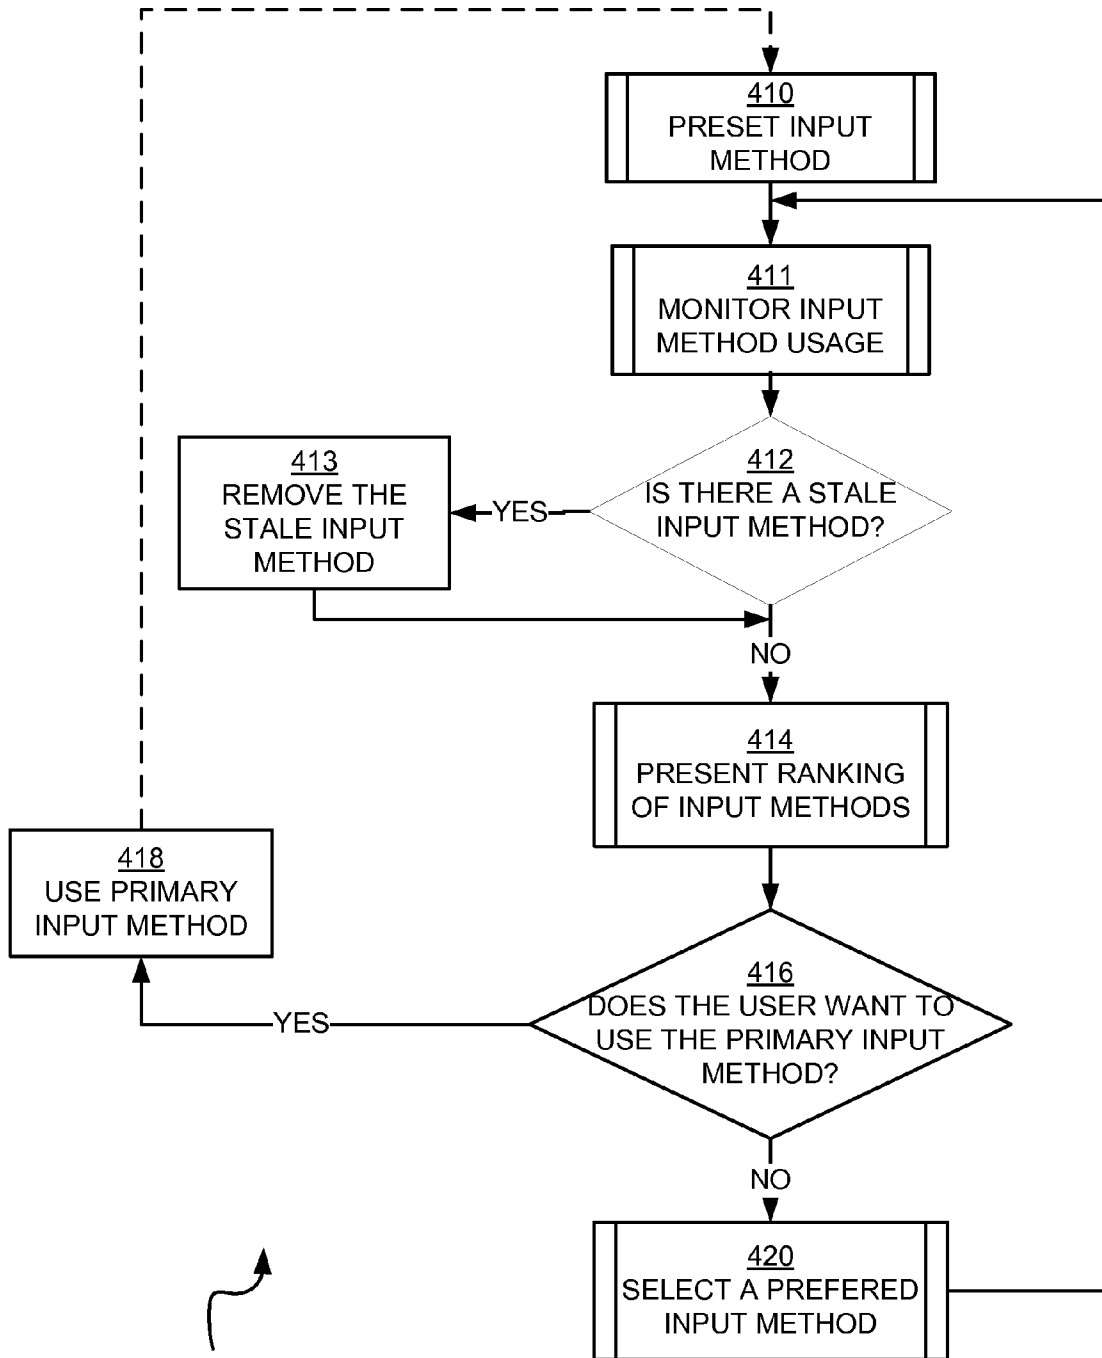 410
PRESET INPUT
METHOD
411
MONITOR INPUT
METHOD USAGE
412
IS THERE A STALE
INPUT METHOD?
YES
413
REMOVE THE
STALE INPUT
METHOD
NO
414
PRESENT RANKING
OF INPUT METHODS
416
DOES THE USER WANT TO
USE THE PRIMARY INPUT
METHOD?
YES
418
USE PRIMARY
INPUT METHOD
NO
420
SELECT A PREFERED
INPUT METHOD